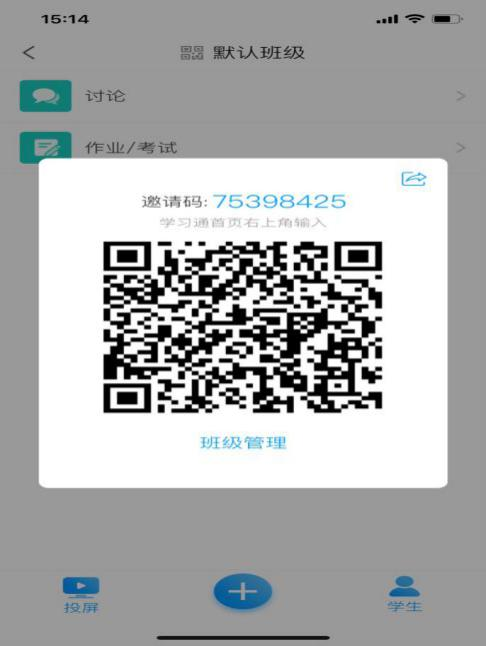 15:14
默认班级
讨论
作业/考试
邀请码: 75398425
学习通首页右上角输入
班级管理
投屏
学生